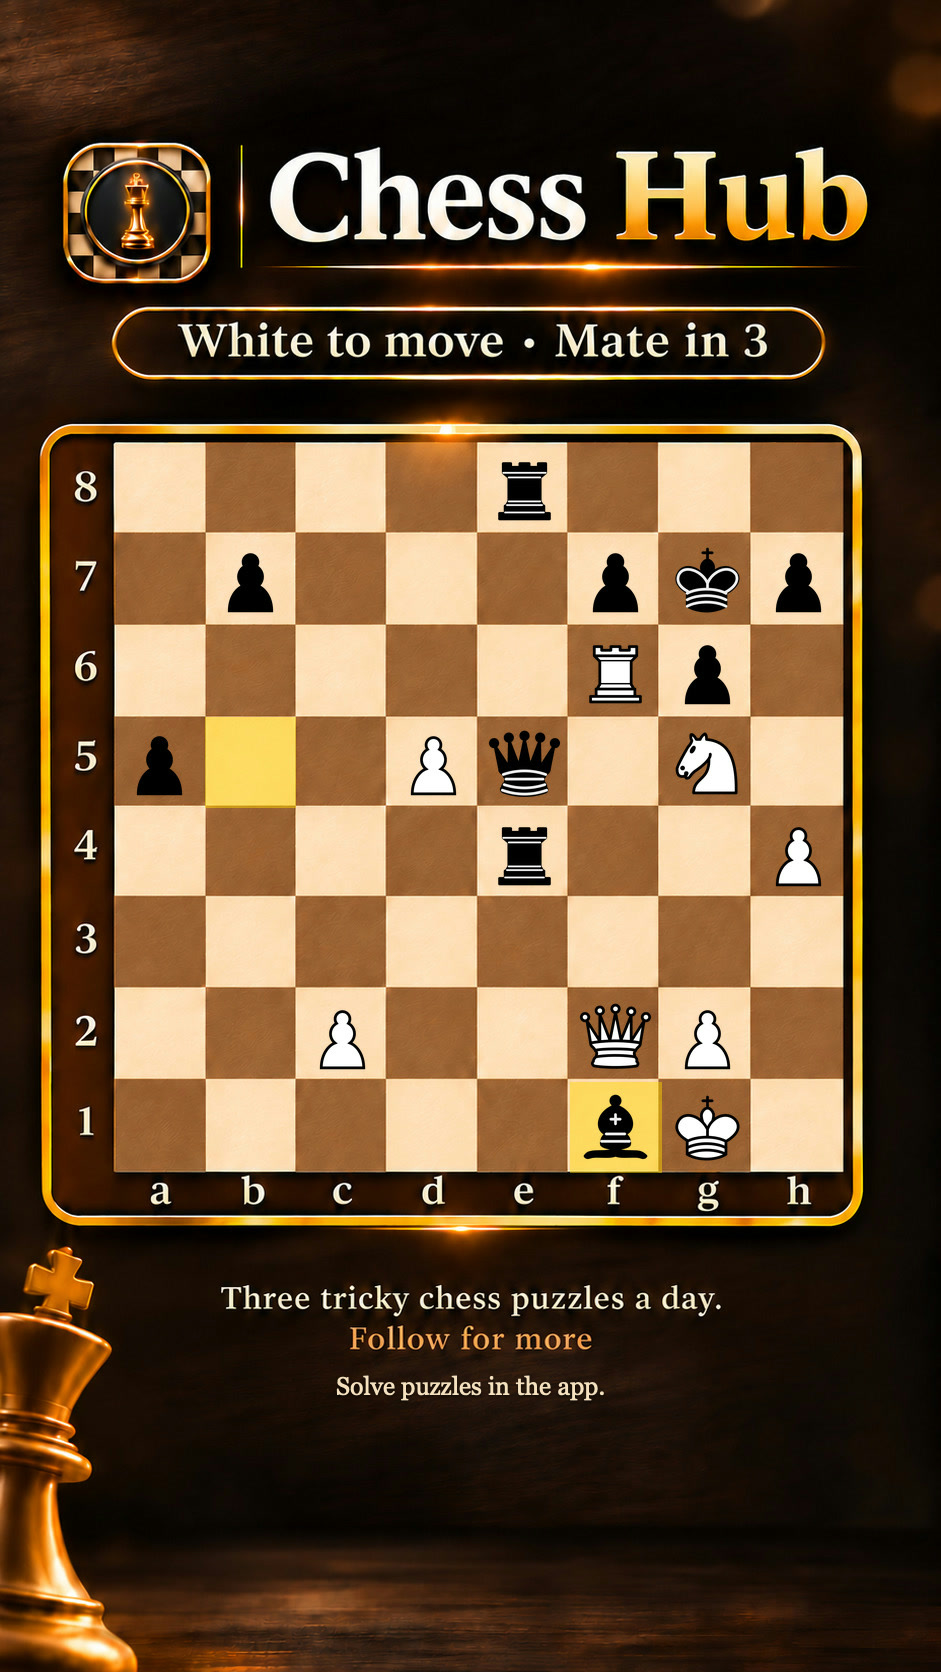 Chess Hub
White to move • Mate in 3
8
7
6
5
4
3
2
1
a b c d e f g h
Three tricky chess puzzles a day.
Follow for more
Solve puzzles in the app.